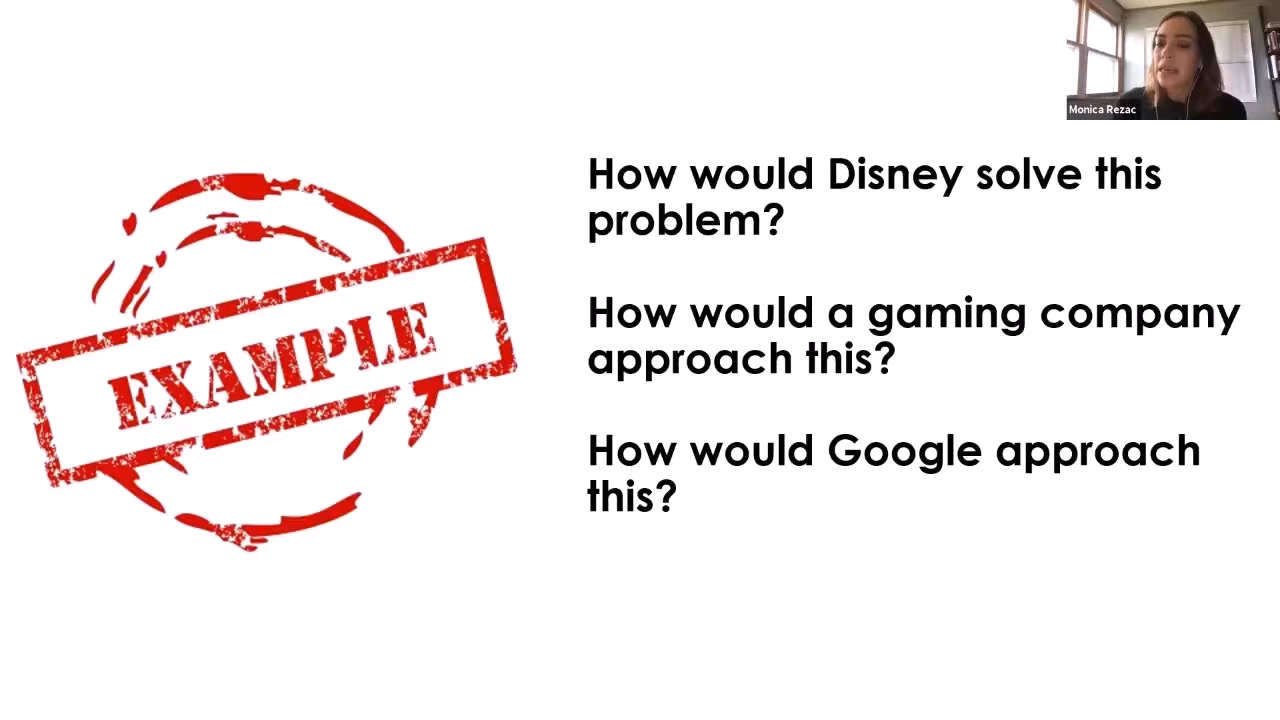 Monica Rezac
How would Disney solve this
problem?
How would a gaming company
approach this?
How would Google approach
this?
EXAMPLE